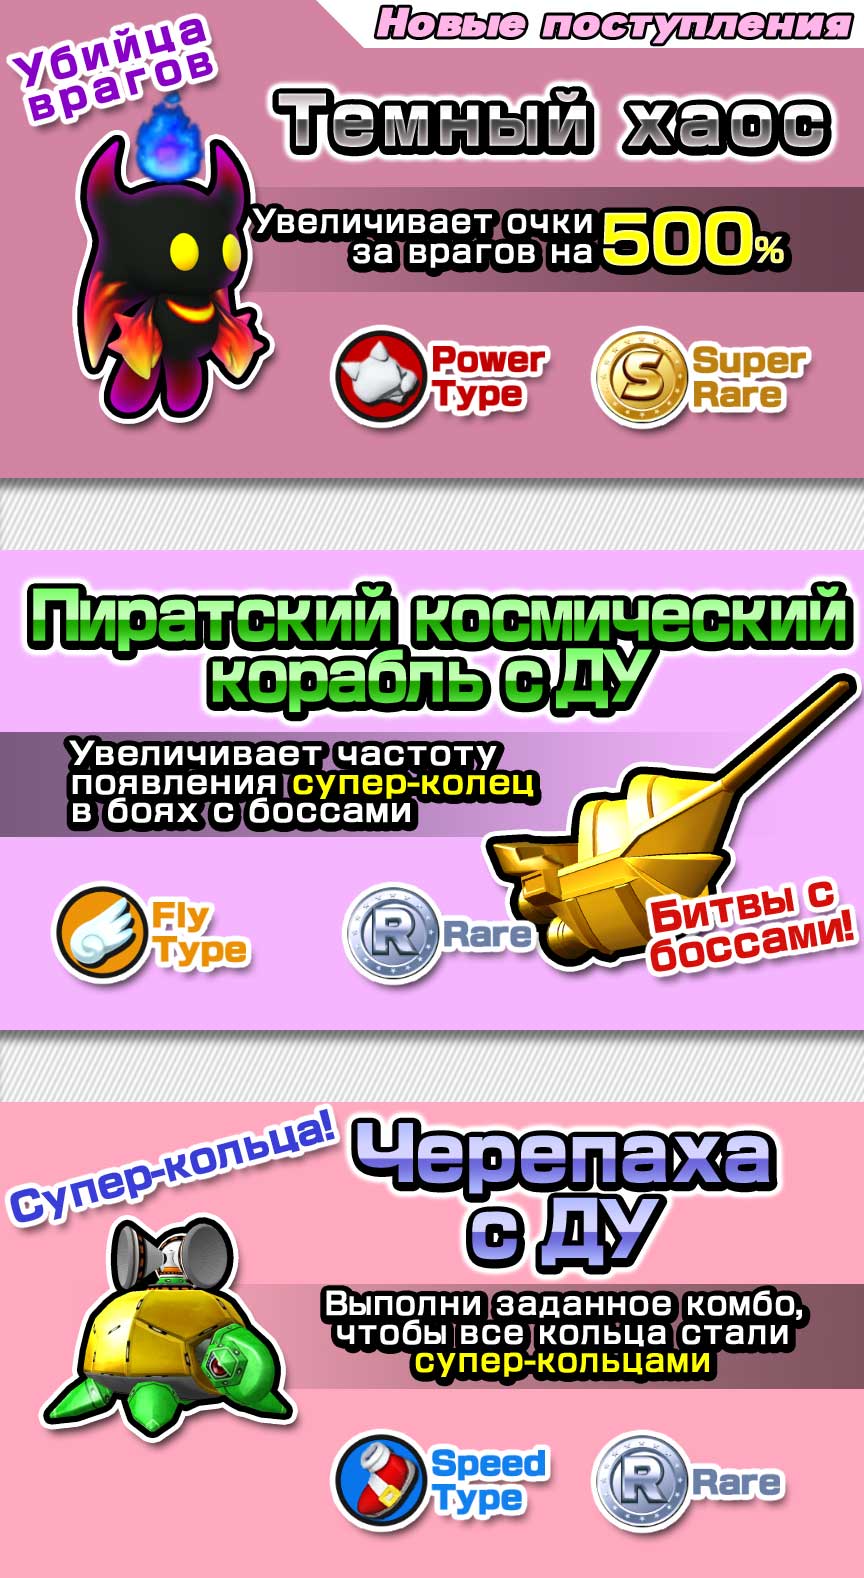 Новые поступления
Убийца
врагов
Темный хаос
Увеличивает очки
за врагов на 500%
Power
Type
Super
Rare
Пиратский космический
корабль с ДУ
Увеличивает частоту
появления супер-колец
в боях с боссами
Fly
Type
R Rare
Битвы с
боссами!
Супер-кольца!
Черепаха
с ДУ
Выполни заданное комбо,
чтобы все кольца стали
супер-кольцами
Speed
Type
R Rare